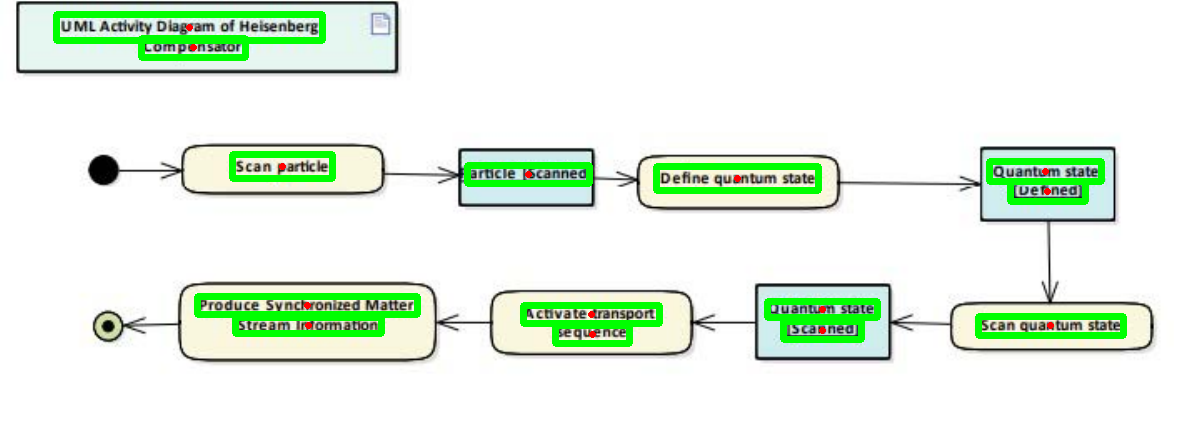 UML Activity Diagram of Heisenberg
Compensator
Scan particle
Particle [Scanned
Define quantum state
Quantum state
[Defined]
Produce Synchronized Matter
Stream Information
Activate transport
sequence
Quantum state
[Scanned]
Scan quantum state